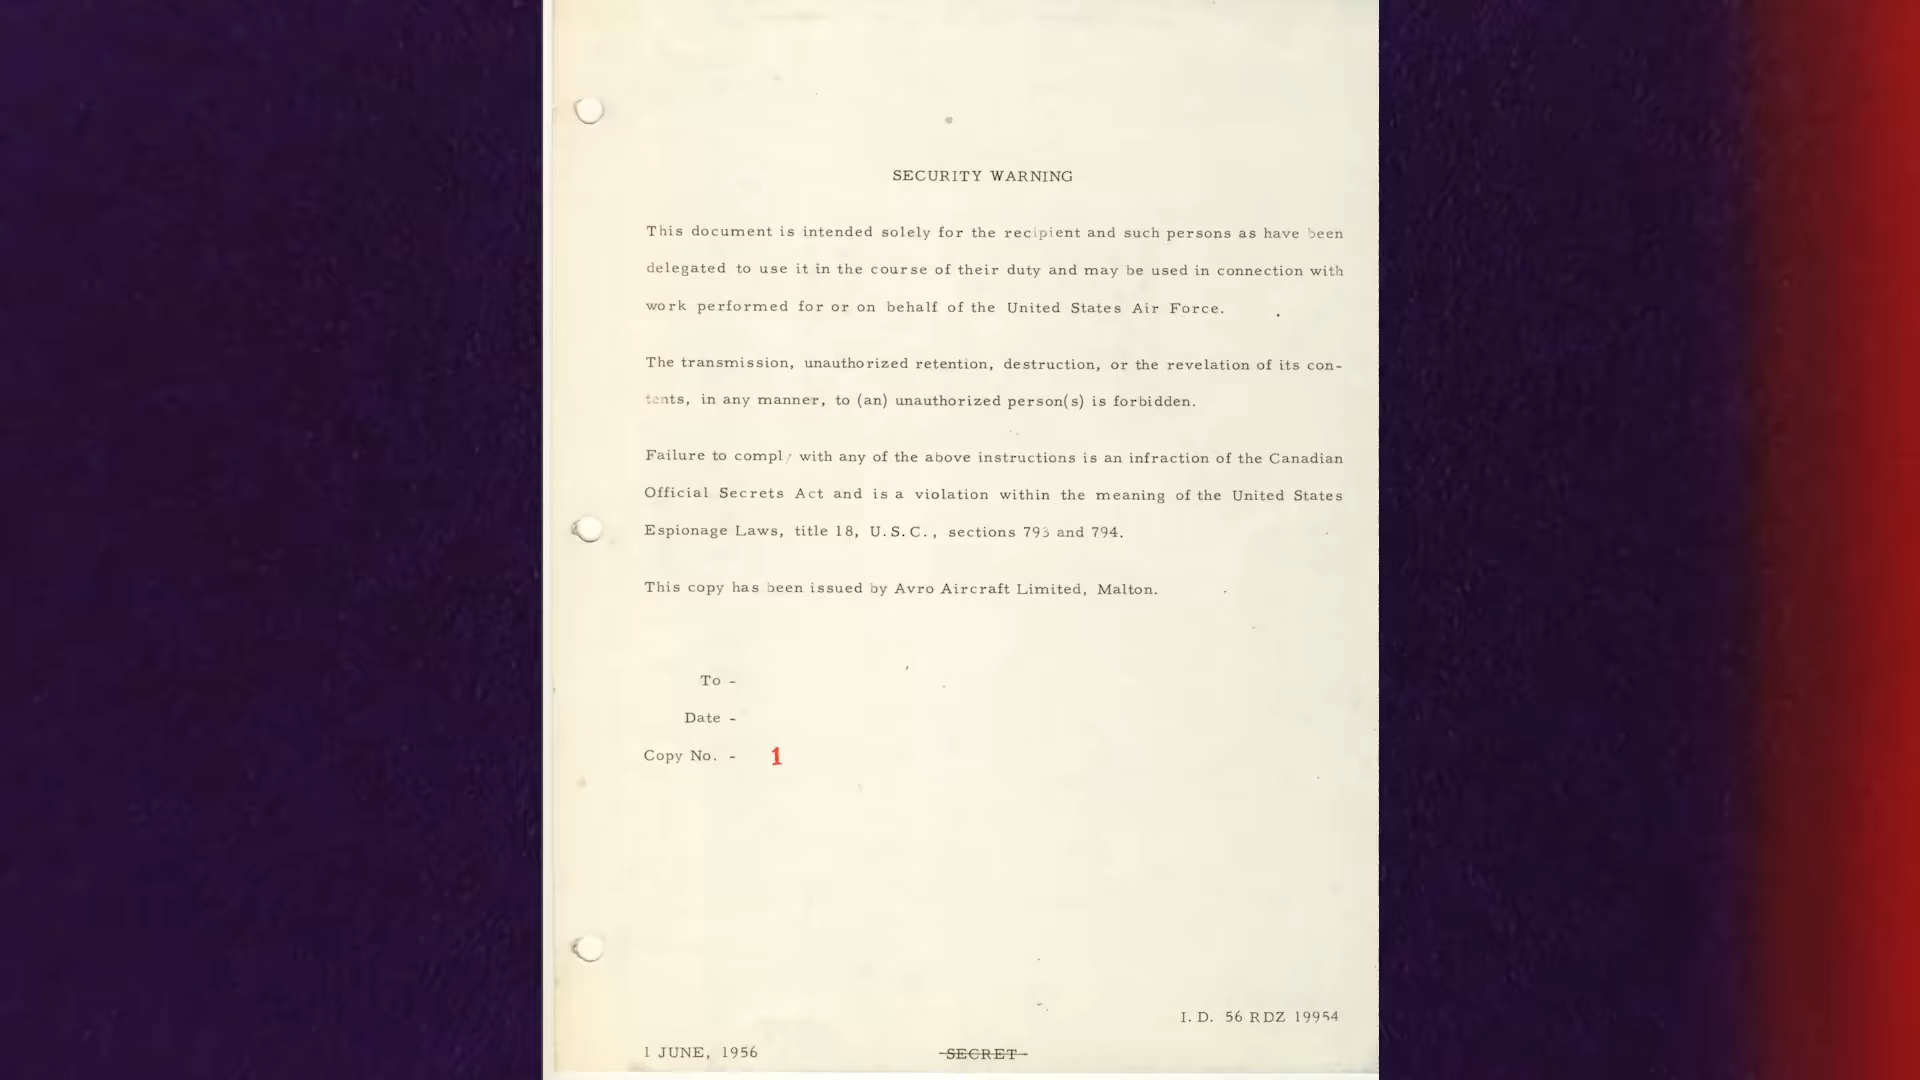 SECURITY WARNING
This document is intended solely for the recipient and such persons as have been
delegated to use it in the course of their duty and may be used in connection with
work performed for or on behalf of the United States Air Force.
The transmission, unauthorized retention, destruction, or the revelation of its con-
tents, in any manner, to (an) unauthorized person(s) is forbidden.
Failure to comply with any of the above instructions is an infraction of the Canadian
Official Secrets Act and is a violation within the meaning of the United States
Espionage Laws, title 18, U.S.C., sections 793 and 794.
This copy has been issued by Avro Aircraft Limited, Malton.
To -
Date -
Copy No. - 1
I.D. 56 RDZ 19954
1 JUNE, 1956 SECRET